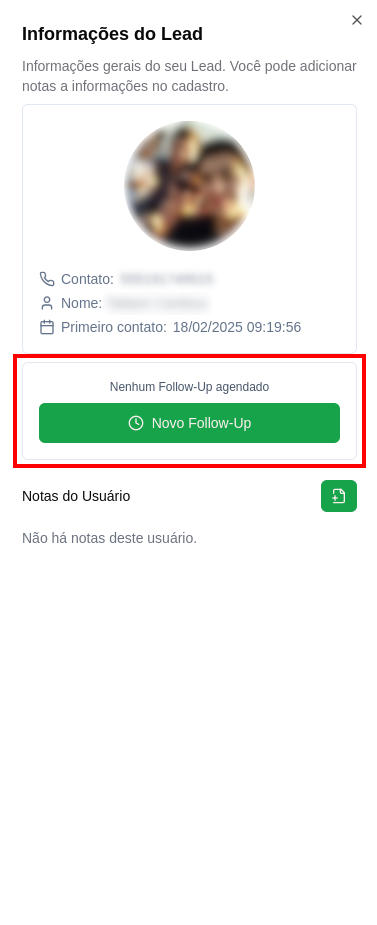 Informações do Lead
Informações gerais do seu Lead. Você pode adicionar
notas a informações no cadastro.
Contato:
Nome:
Primeiro contato: 18/02/2025 09:19:56
Nenhum Follow-Up agendado
Novo Follow-Up
Notas do Usuário
Não há notas deste usuário.